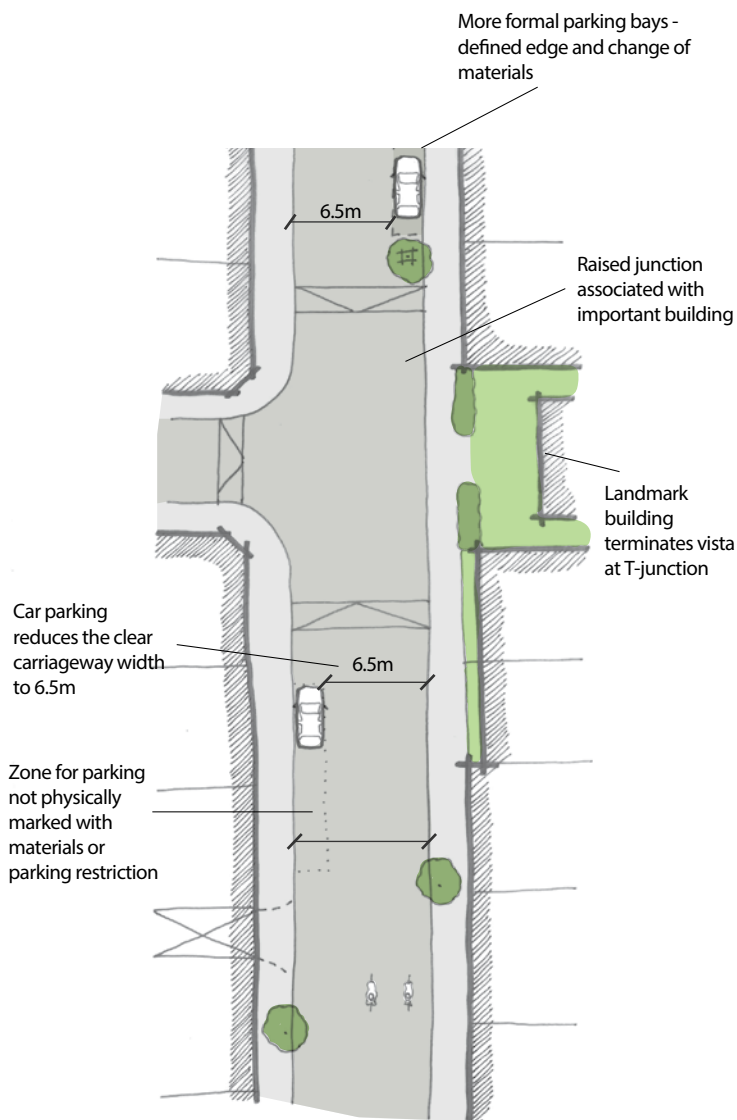 More formal parking bays -
defined edge and change of
materials
6.5m
Raised junction
associated with
important building
Landmark
building
terminates vista
at T-junction
Car parking
reduces the clear
carriageway width
to 6.5m
6.5m
Zone for parking
not physically
marked with
materials or
parking restriction